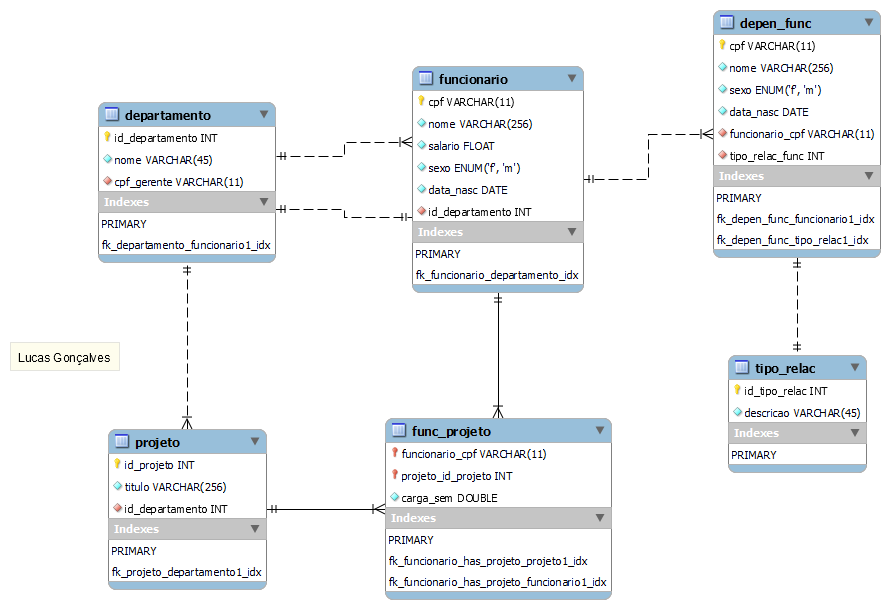 departamento
id_departamento INT
nome VARCHAR(45)
cpf_gerente VARCHAR(11)
Indexes
PRIMARY
fk_departamento_funcionario1_idx
funcionario
cpf VARCHAR(11)
nome VARCHAR(256)
salario FLOAT
sexo ENUM('f', 'm')
data_nasc DATE
id_departamento INT
Indexes
PRIMARY
fk_funcionario_departamento_idx
depen_func
cpf VARCHAR(11)
nome VARCHAR(256)
sexo ENUM('f', 'm')
data_nasc DATE
funcionario_cpf VARCHAR(11)
tipo_relac_func INT
Indexes
PRIMARY
fk_depen_func_funcionario1_idx
fk_depen_func_tipo_relac1_idx
Lucas Gonçalves
projeto
id_projeto INT
titulo VARCHAR(256)
id_departamento INT
Indexes
PRIMARY
fk_projeto_departamento1_idx
func_projeto
funcionario_cpf VARCHAR(11)
projeto_id_projeto INT
carga_sem DOUBLE
Indexes
PRIMARY
fk_funcionario_has_projeto_projeto1_idx
fk_funcionario_has_projeto_funcionario1_idx
tipo_relac
id_tipo_relac INT
descricao VARCHAR(45)
Indexes
PRIMARY